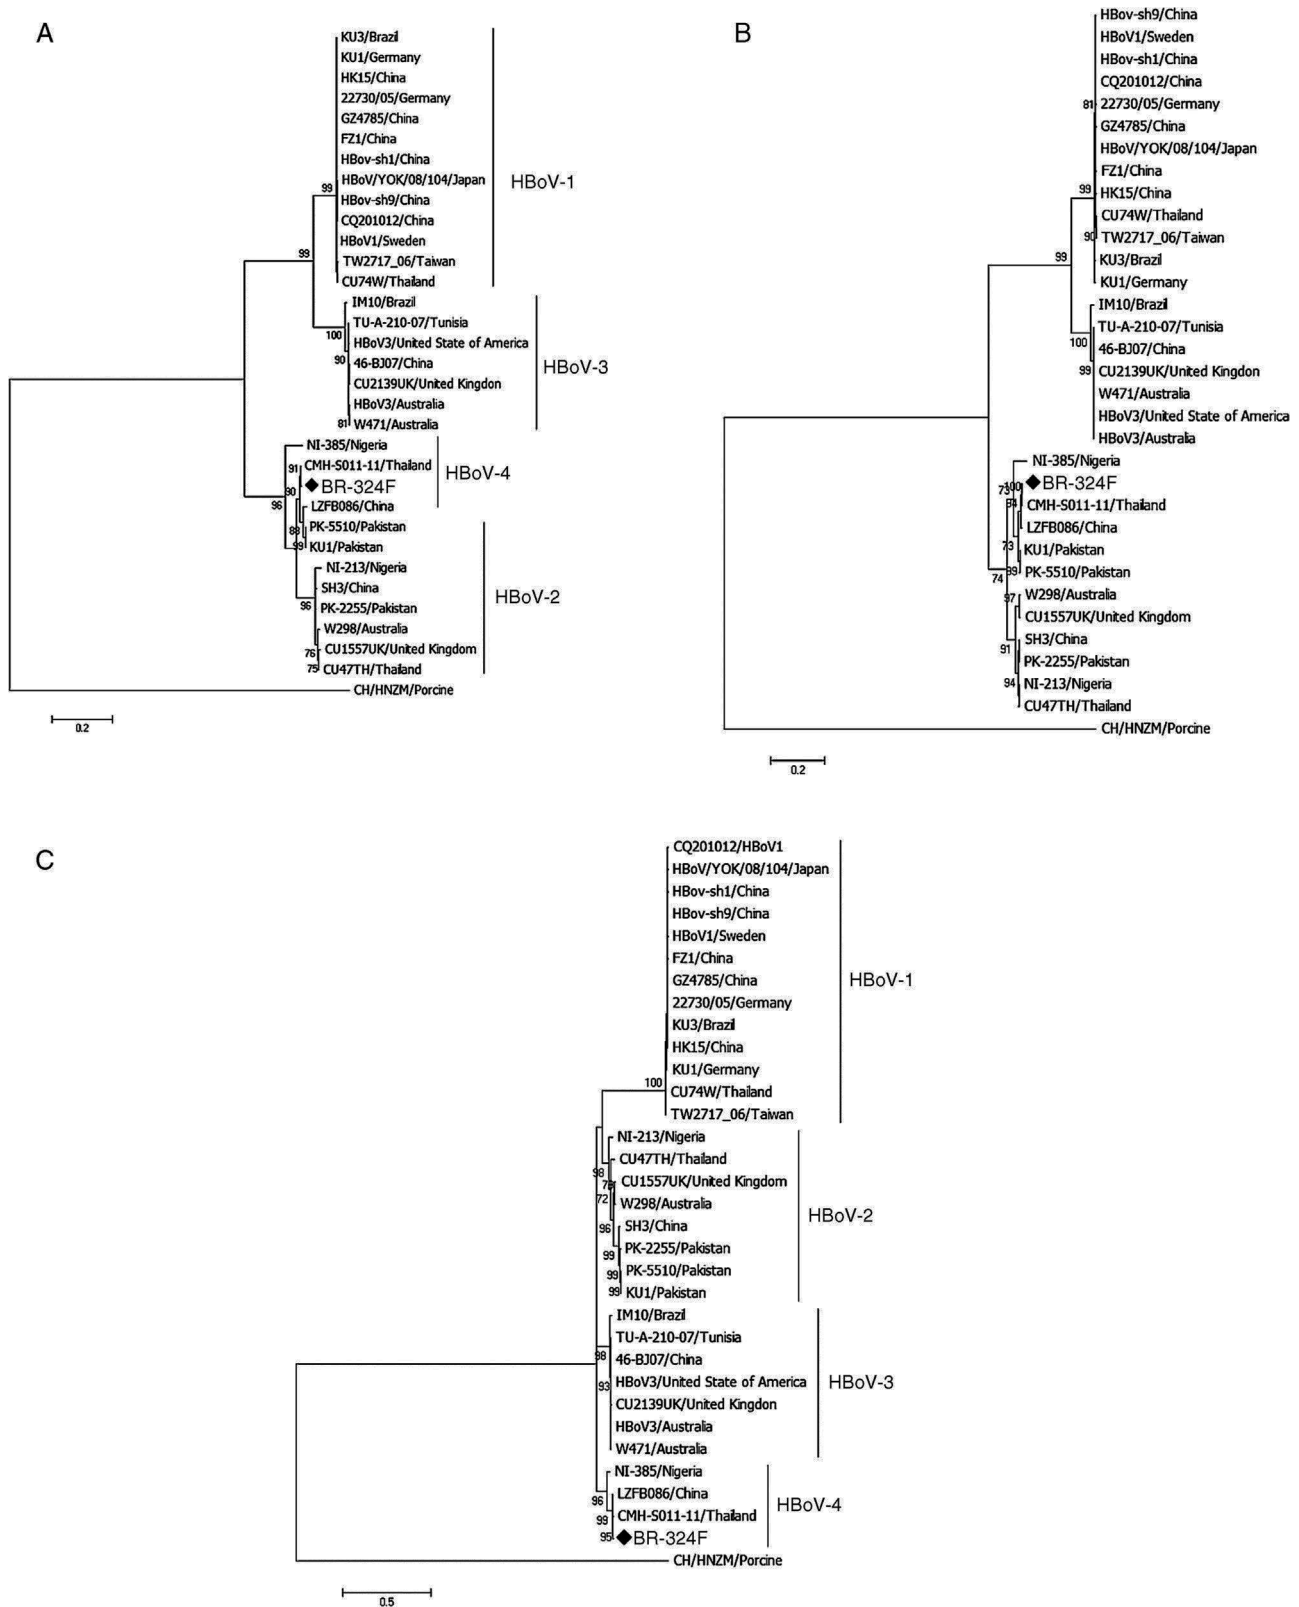 A
KU3/Brazil
KU1/Germany
HK15/China
22730/05/Germany
GZ4785/China
FZ1/China
HBov-sh1/China
99
HBoV/YOK/08/104/Japan
HBoV-1
HBov-sh9/China
CQ201012/China
HBoV1/Sweden
99
TW2717_06/Taiwan
CU74W/Thailand
IM10/Brazil
TU-A-210-07/Tunisia
100
HBoV3/United State of America
90
46-BJ07/China
HBoV-3
CU2139UK/United Kingdon
HBoV3/Australia
81
W471/Australia
NI-385/Nigeria
91
CMH-S011-11/Thailand
HBoV-4
90
BR-324F
96
LZFB086/China
88
PK-5510/Pakistan
99
KU1/Pakistan
NI-213/Nigeria
SH3/China
HBoV-2
96
PK-2255/Pakistan
W298/Australia
76
CU1557UK/United Kingdom
75
CU47TH/Thailand
CH/HNZM/Porcine
0.2
B
HBov-sh9/China
HBoV1/Sweden
HBov-sh1/China
CQ201012/China
81
22730/05/Germany
GZ4785/China
HBoV/YOK/08/104/Japan
FZ1/China
99
HK15/China
CU74W/Thailand
90
TW2717_06/Taiwan
99
KU3/Brazil
KU1/Germany
IM10/Brazil
TU-A-210-07/Tunisia
100
46-BJ07/China
99
CU2139UK/United Kingdon
W471/Australia
HBoV3/United State of America
HBoV3/Australia
NI-385/Nigeria
73
100
BR-324F
94
CMH-S011-11/Thailand
LZFB086/China
73
KU1/Pakistan
99
PK-5510/Pakistan
74
97
W298/Australia
CU1557UK/United Kingdom
SH3/China
91
PK-2255/Pakistan
94
NI-213/Nigeria
CU47TH/Thailand
CH/HNZM/Porcine
0.2
C
CQ201012/HBoV1
HBoV/YOK/08/104/Japan
HBov-sh1/China
HBov-sh9/China
HBoV1/Sweden
FZ1/China
HBoV-1
GZ4785/China
22730/05/Germany
KU3/Brazil
HK15/China
KU1/Germany
100
CU74W/Thailand
TW2717_06/Taiwan
NI-213/Nigeria
CU47TH/Thailand
98
CU1557UK/United Kingdom
72
W298/Australia
HBoV-2
96
SH3/China
99
PK-2255/Pakistan
99
PK-5510/Pakistan
99
KU1/Pakistan
IM10/Brazil
TU-A-210-07/Tunisia
98
46-BJ07/China
93
HBoV3/United State of America
HBoV-3
CU2139UK/United Kingdon
HBoV3/Australia
W471/Australia
NI-385/Nigeria
96
LZFB086/China
HBoV-4
99
CMH-S011-11/Thailand
95
BR-324F
CH/HNZM/Porcine
0.5